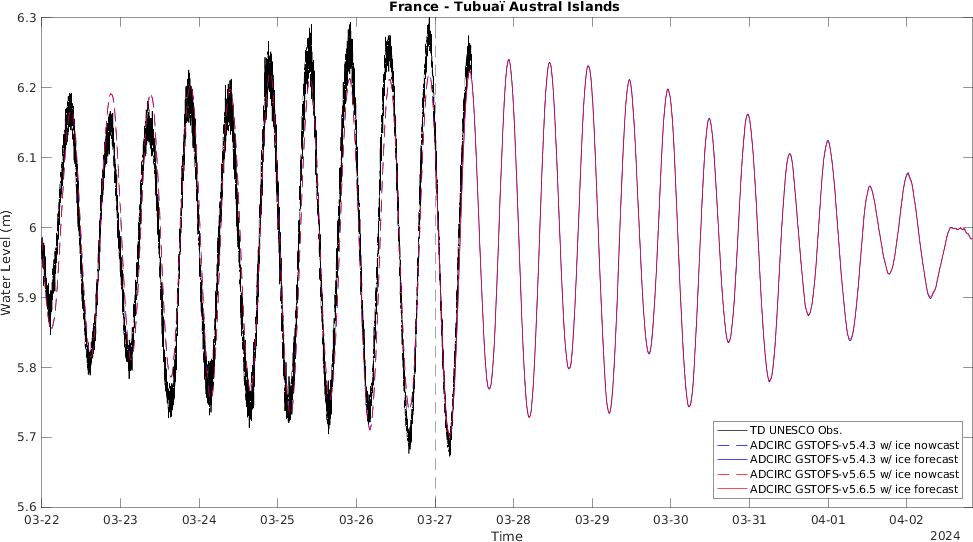 France - Tubuaï Austral Islands
6.3
6.2
6.1
6
5.9
5.8
5.7
5.6
Water Level (m)
TD UNESCO Obs.
ADCIRC GSTOFS-v5.4.3 w/ ice nowcast
ADCIRC GSTOFS-v5.4.3 w/ ice forecast
ADCIRC GSTOFS-v5.6.5 w/ ice nowcast
ADCIRC GSTOFS-v5.6.5 w/ ice forecast
03-22 03-23 03-24 03-25 03-26 03-27 03-28 03-29 03-30 03-31 04-01 04-02
Time
2024